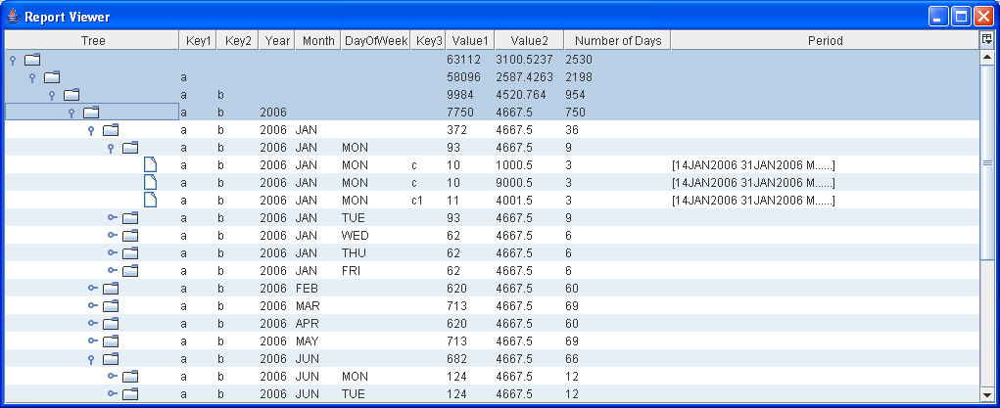 Report Viewer
Tree Key1 Key2 Year Month DayOfWeek Key3 Value1 Value2 Number of Days Period
63112 3100.5237 2530
a 58096 2587.4263 2198
a b 9984 4520.764 954
a b 2006 7750 4667.5 750
a b 2006 JAN 372 4667.5 36
a b 2006 JAN MON 93 4667.5 9
a b 2006 JAN MON c 10 1000.5 3 [14JAN2006 31JAN2006 M......]
a b 2006 JAN MON c 10 9000.5 3 [14JAN2006 31JAN2006 M......]
a b 2006 JAN MON c1 11 4001.5 3 [14JAN2006 31JAN2006 M......]
a b 2006 JAN TUE 93 4667.5 9
a b 2006 JAN WED 62 4667.5 6
a b 2006 JAN THU 62 4667.5 6
a b 2006 JAN FRI 62 4667.5 6
a b 2006 FEB 620 4667.5 60
a b 2006 MAR 713 4667.5 69
a b 2006 APR 620 4667.5 60
a b 2006 MAY 713 4667.5 69
a b 2006 JUN 682 4667.5 66
a b 2006 JUN MON 124 4667.5 12
a b 2006 JUN TUE 124 4667.5 12